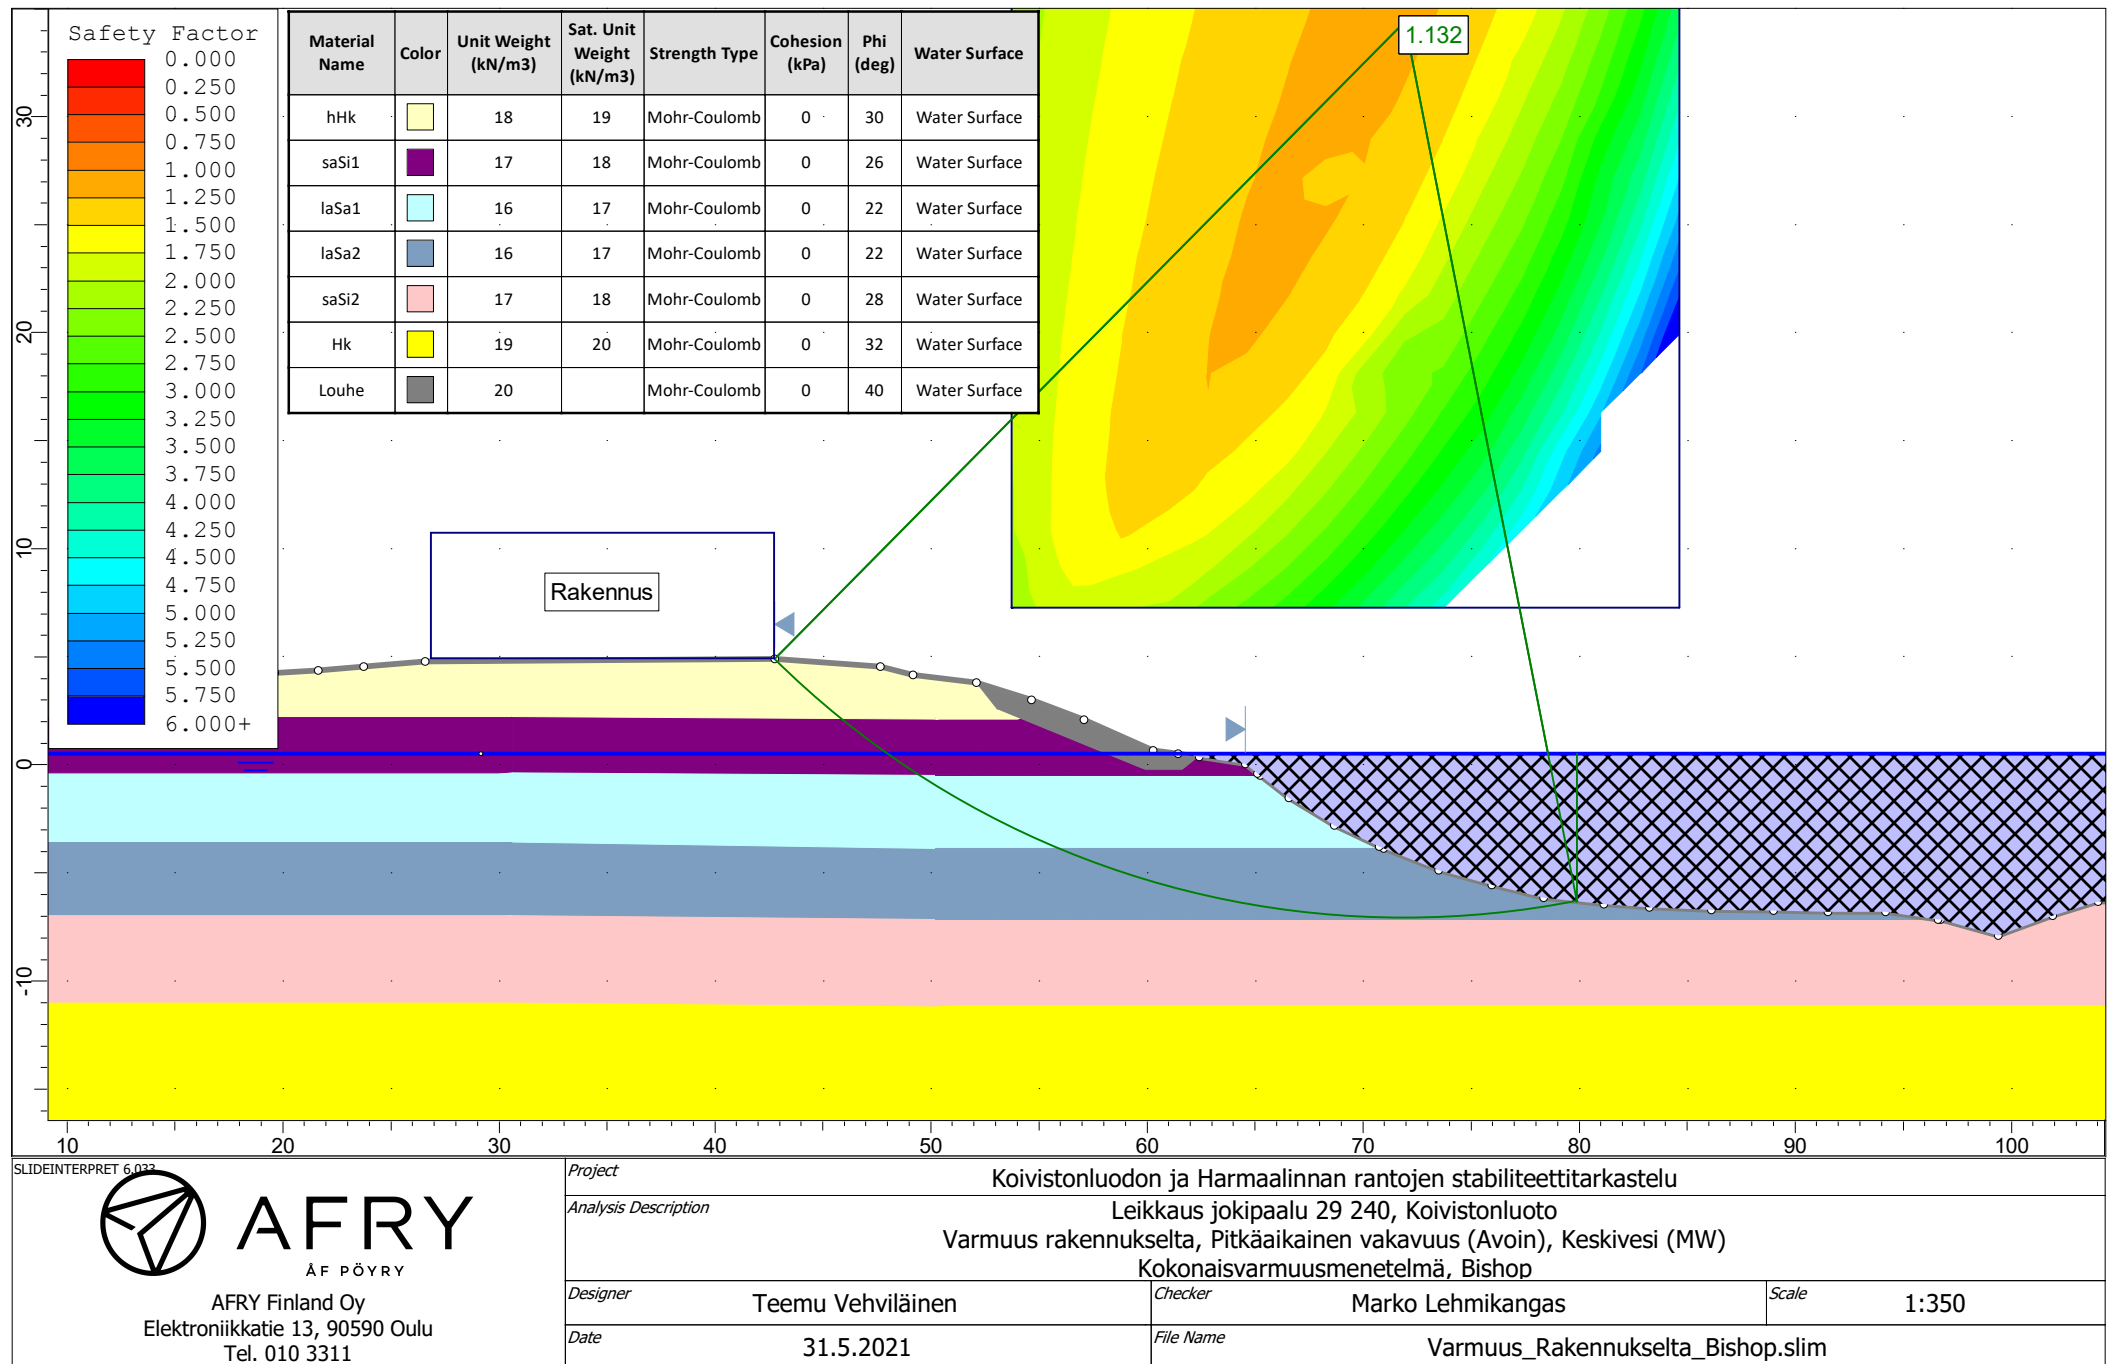 Safety Factor
0.000
0.250
0.500
0.750
1.000
1.250
1.500
1.750
2.000
2.250
2.500
2.750
3.000
3.250
3.500
3.750
4.000
4.250
4.500
4.750
5.000
5.250
5.500
5.750
6.000+
Material Name Color Unit Weight (kN/m3) Sat. Unit Weight (kN/m3) Strength Type Cohesion (kPa) Phi (deg) Water Surface
hHk 18 19 Mohr-Coulomb 0 30 Water Surface
saSi1 17 18 Mohr-Coulomb 0 26 Water Surface
laSa1 16 17 Mohr-Coulomb 0 22 Water Surface
laSa2 16 17 Mohr-Coulomb 0 22 Water Surface
saSi2 17 18 Mohr-Coulomb 0 28 Water Surface
Hk 19 20 Mohr-Coulomb 0 32 Water Surface
Louhe 20 Mohr-Coulomb 0 40 Water Surface
1.132
Rakennus
30
20
10
0
-10
10 20 30 40 50 60 70 80 90 100
SLIDEINTERPRET 6.033
AFRY
ÅF PÖYRY
AFRY Finland Oy
Elektroniikkatie 13, 90590 Oulu
Tel. 010 3311
Project
Koivistonluodon ja Harmaalinnan rantojen stabiliteettitarkastelu
Analysis Description
Leikkaus jokipaalu 29 240, Koivistonluoto
Varmuus rakennukselta, Pitkäaikainen vakavuus (Avoin), Keskivesi (MW)
Kokonaisvarmuusmenetelmä, Bishop
Designer Teemu Vehviläinen
Checker Marko Lehmikangas
Scale 1:350
Date 31.5.2021
File Name Varmuus_Rakennukselta_Bishop.slim